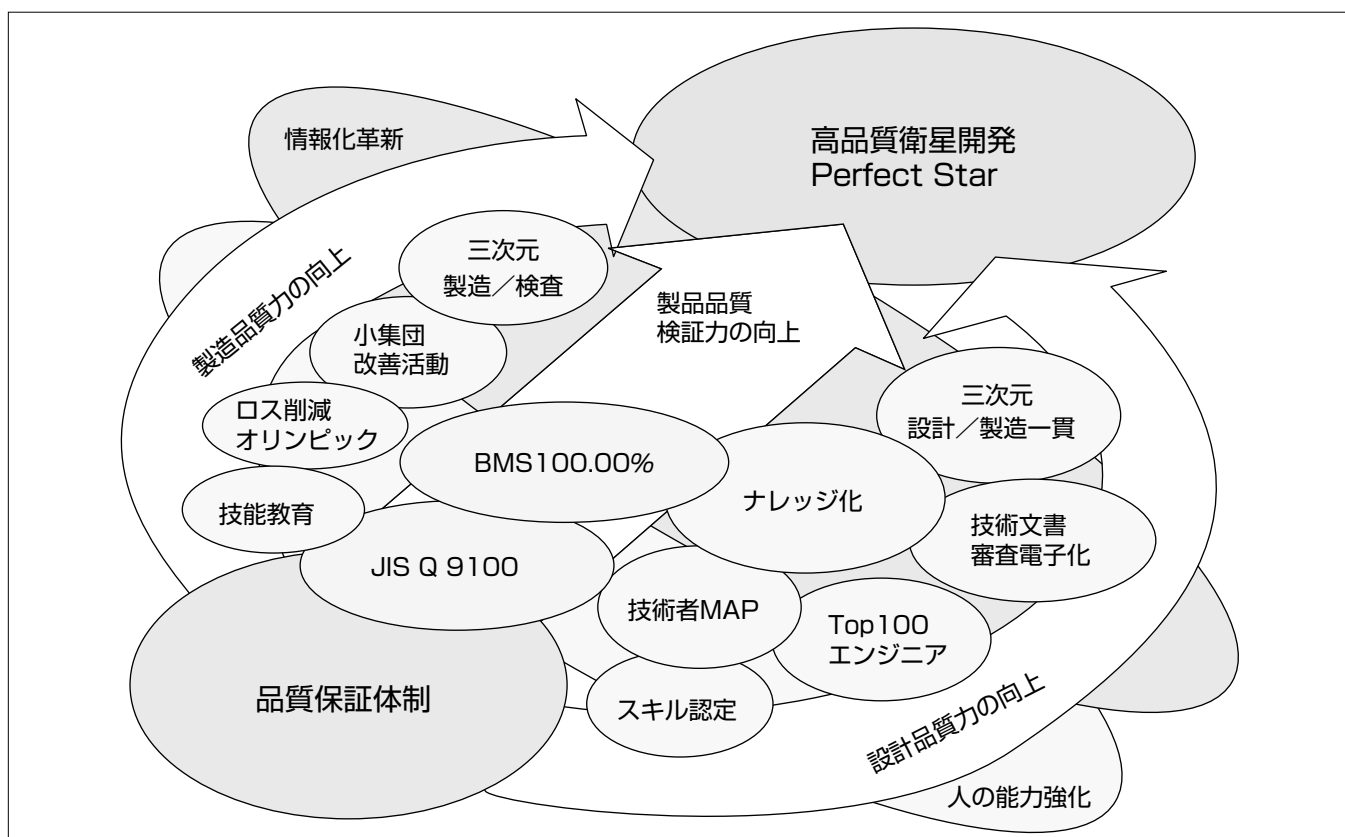 情報化革新
高品質衛星開発
Perfect Star
製造品質力の向上
三次元
製造／検査
製品品質
検証力の向上
小集団
改善活動
三次元
設計／製造一貫
ロス削減
オリンピック
BMS100.00%
ナレッジ化
技能教育
技術文書
審査電子化
JIS Q 9100
技術者MAP
Top100
エンジニア
品質保証体制
スキル認定
設計品質力の向上
人の能力強化